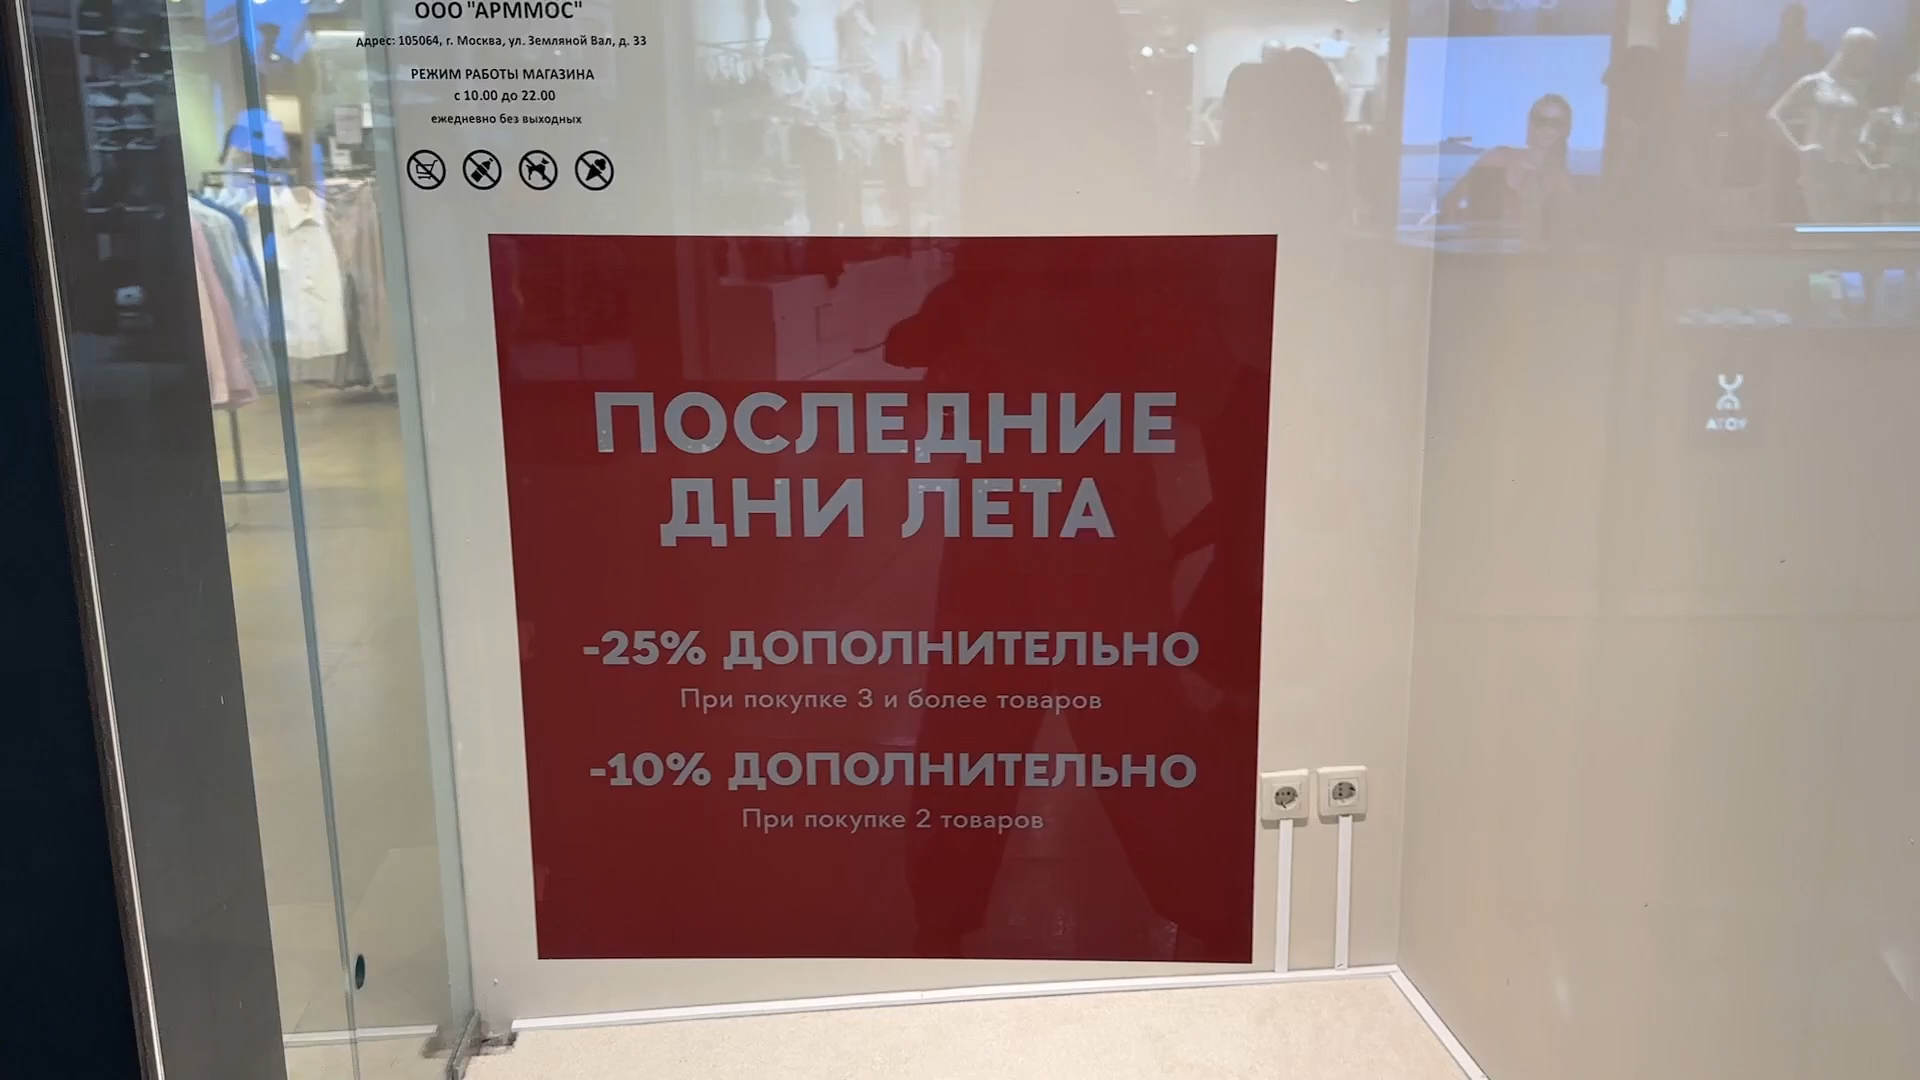 ООО "АРММОС"
Адрес: 105064, г. Москва, ул. Земляной Вал, д. 33
РЕЖИМ РАБОТЫ МАГАЗИНА
с 10.00 до 22.00
ежедневно без выходных
ПОСЛЕДНИЕ
ДНИ ЛЕТА
-25% ДОПОЛНИТЕЛЬНО
При покупке 3 и более товаров
-10% ДОПОЛНИТЕЛЬНО
При покупке 2 товаров